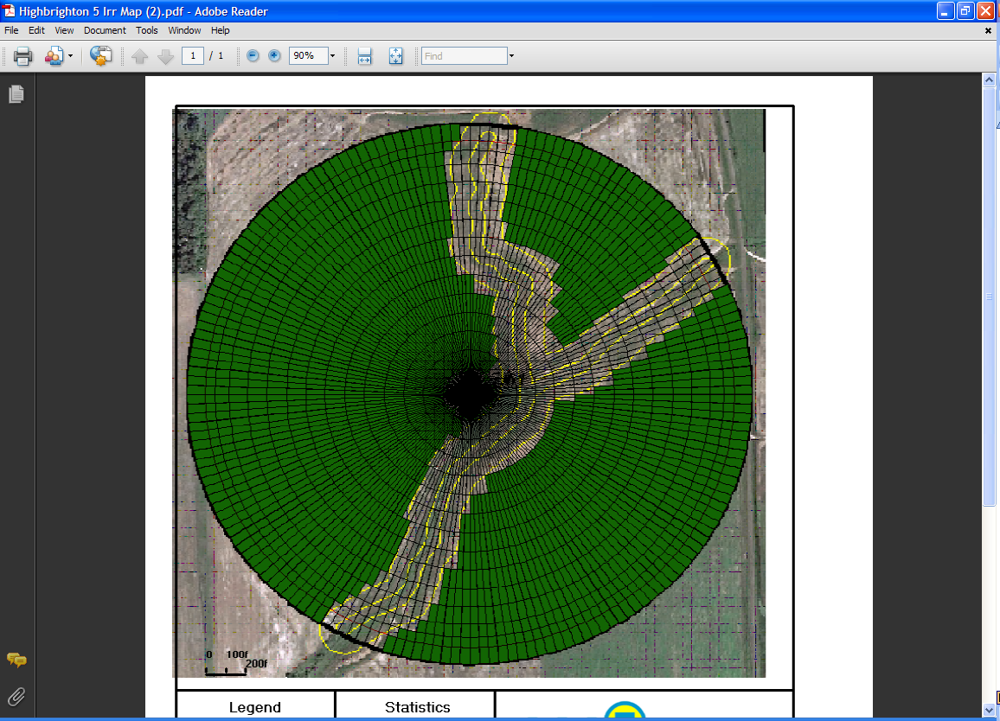 Highbrighton 5 Irr Map (2).pdf - Adobe Reader
File Edit View Document Tools Window Help
1 / 1 90% Find
0 100f
200f
Legend Statistics